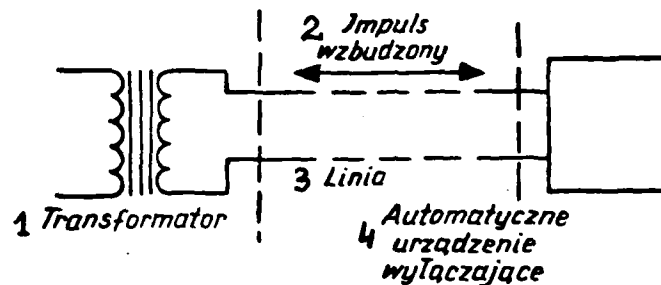 2 Impuls
wzbudzony
3 Linia
1 Transformator
4 Automatyczne
urządzenie
wyłączające